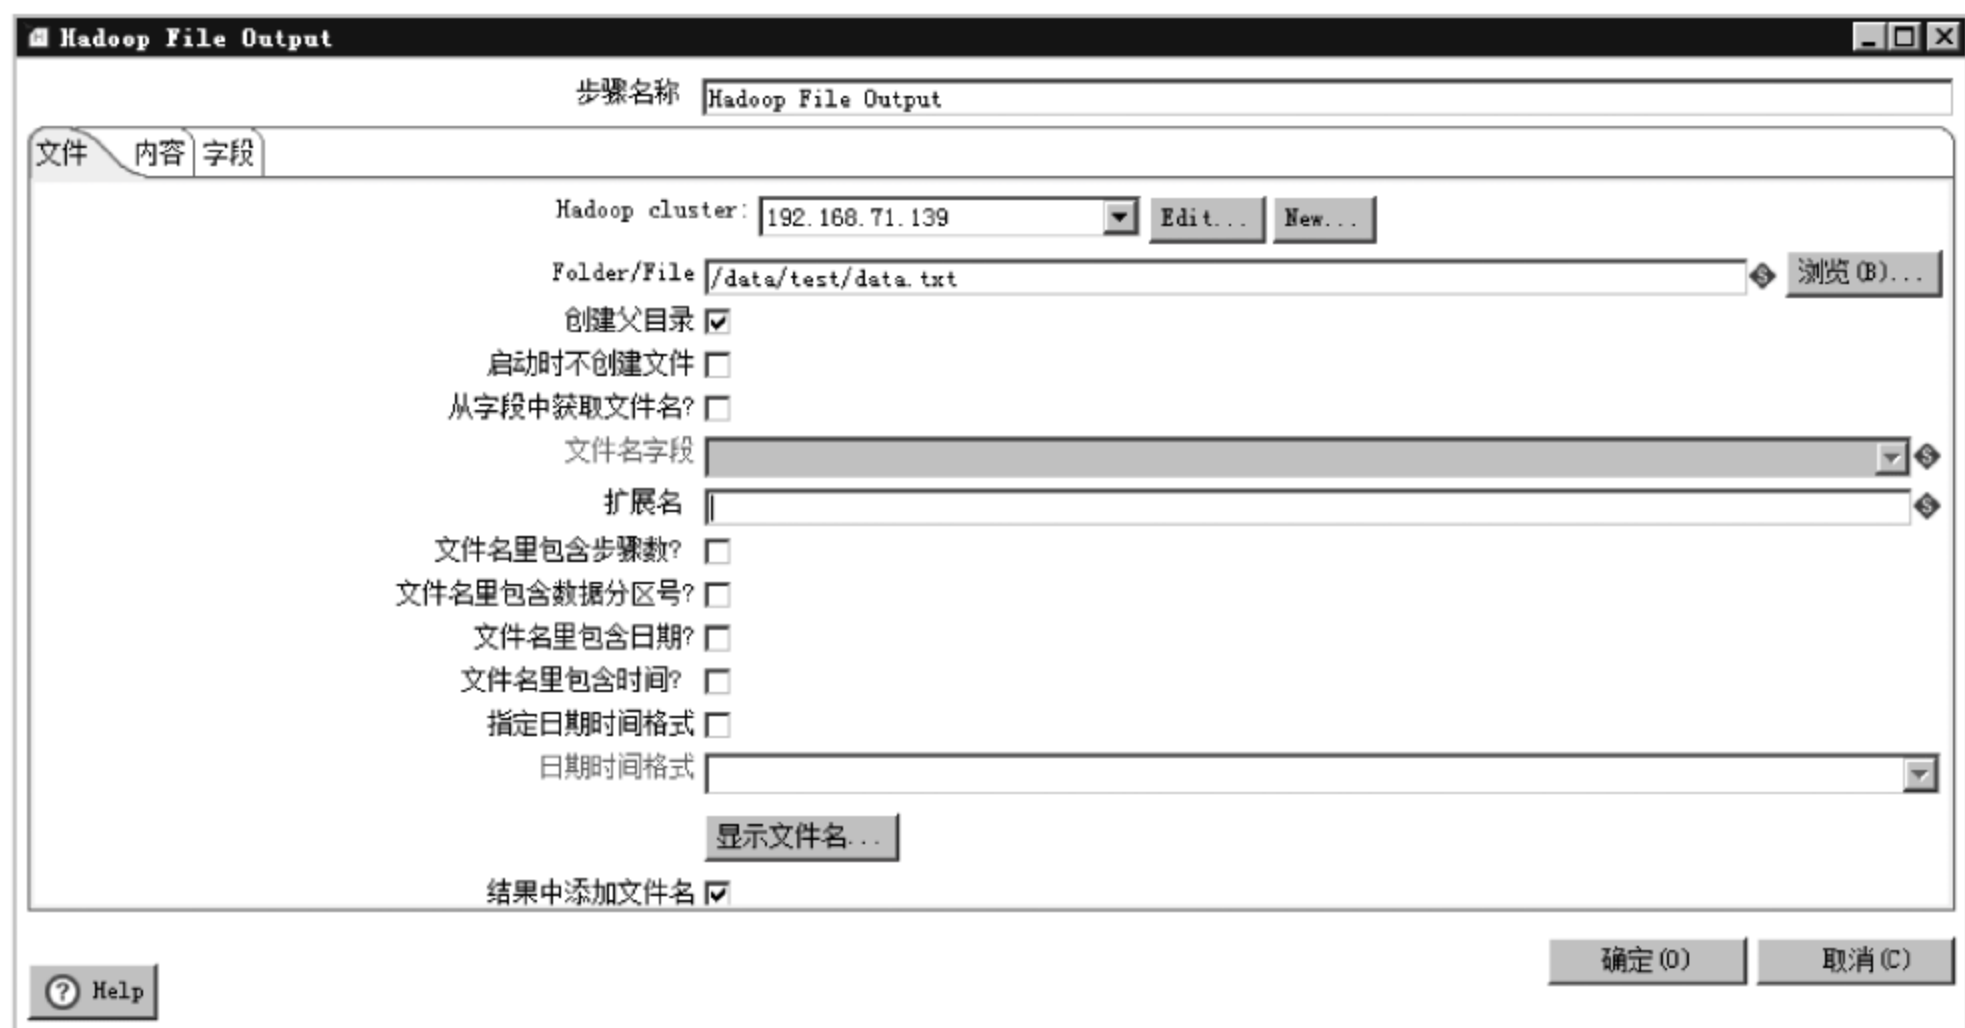 Hadoop File Output
步骤名称 Hadoop File Output
文件 内容 字段
Hadoop cluster: 192.168.71.139 Edit... New...
Folder/File /data/test/data.txt 浏览(B)...
创建父目录
启动时不创建文件
从字段中获取文件名?
文件名字段
扩展名
文件名里包含步骤数?
文件名里包含数据分区号?
文件名里包含日期?
文件名里包含时间?
指定日期时间格式
日期时间格式
显示文件名...
结果中添加文件名
确定(O) 取消(C)
Help